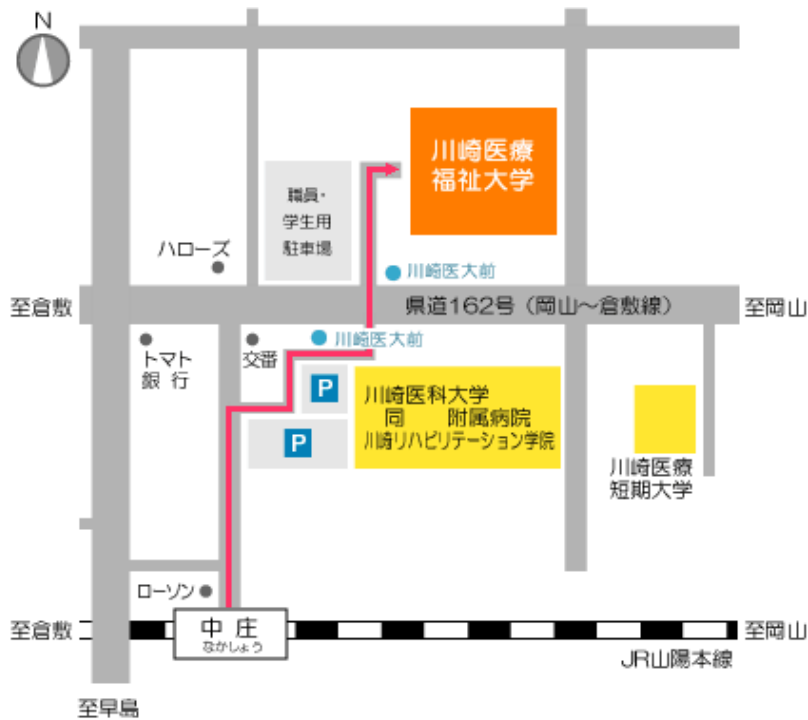 N
川崎医療
福祉大学
職員・
学生用
駐車場
ハローズ
川崎医大前
至倉敷
県道162号（岡山～倉敷線）
至岡山
トマト
銀行
交番
川崎医大前
P
川崎医科大学
同　附属病院
川崎リハビリテーション学院
P
川崎医療
短期大学
ローソン
至倉敷
中庄
なかしょう
至岡山
JR山陽本線
至早島